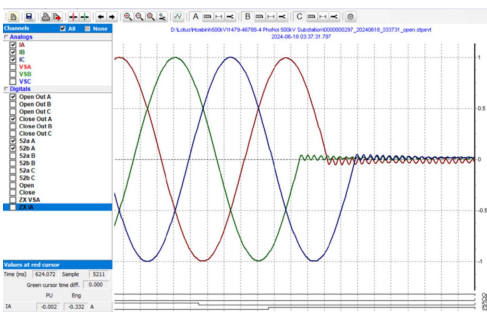 A B C
Channels All None
D:\Lotus\Hoabinh500kV\1479-46786-4 Phonoi 500kV Substation\0000000297_20240618_033731_open.stpevt
2024-06-19 03:37:31.797
Analogs
IA
IB
IC
VSA
VSB
VSC
Digitals
Open Out A
Open Out B
Open Out C
Close Out A
Close Out B
Close Out C
52a A
52b A
52a B
52b B
52a C
52b C
Open
Close
ZX VSA
ZX IA
1
0.5
0
-0.5
-1
Values at red cursor
Time (ms) 624.072 Sample 5211
Green cursor time diff. 0.000
PU Eng
IA -0.002 -0.332 A